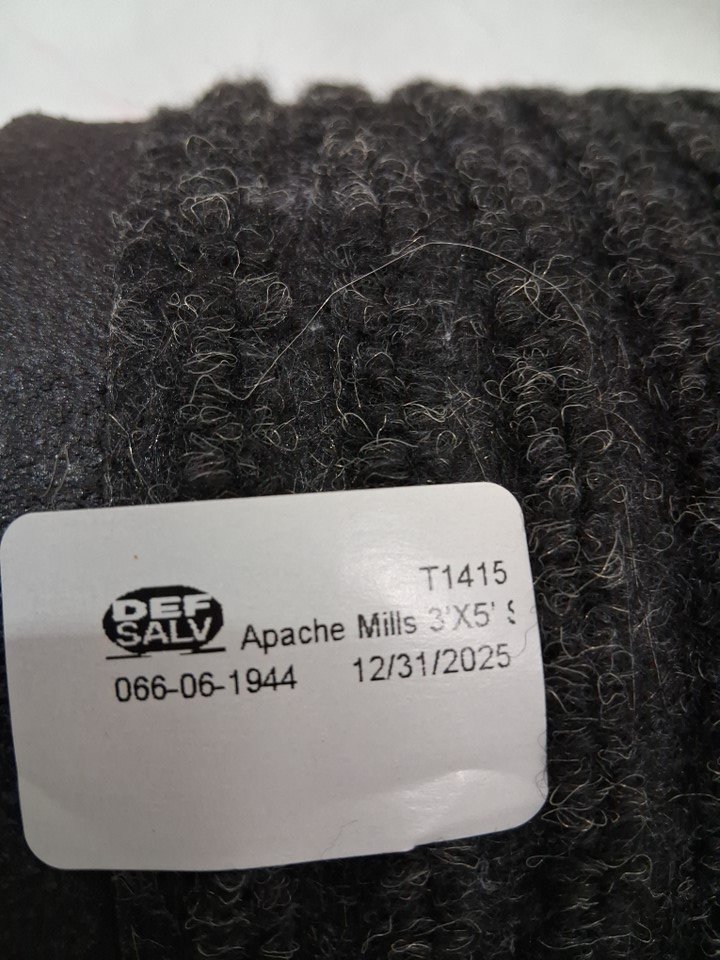 T1415
DEF
SALV
Apache Mills 3'X5' S
066-06-1944 12/31/2025